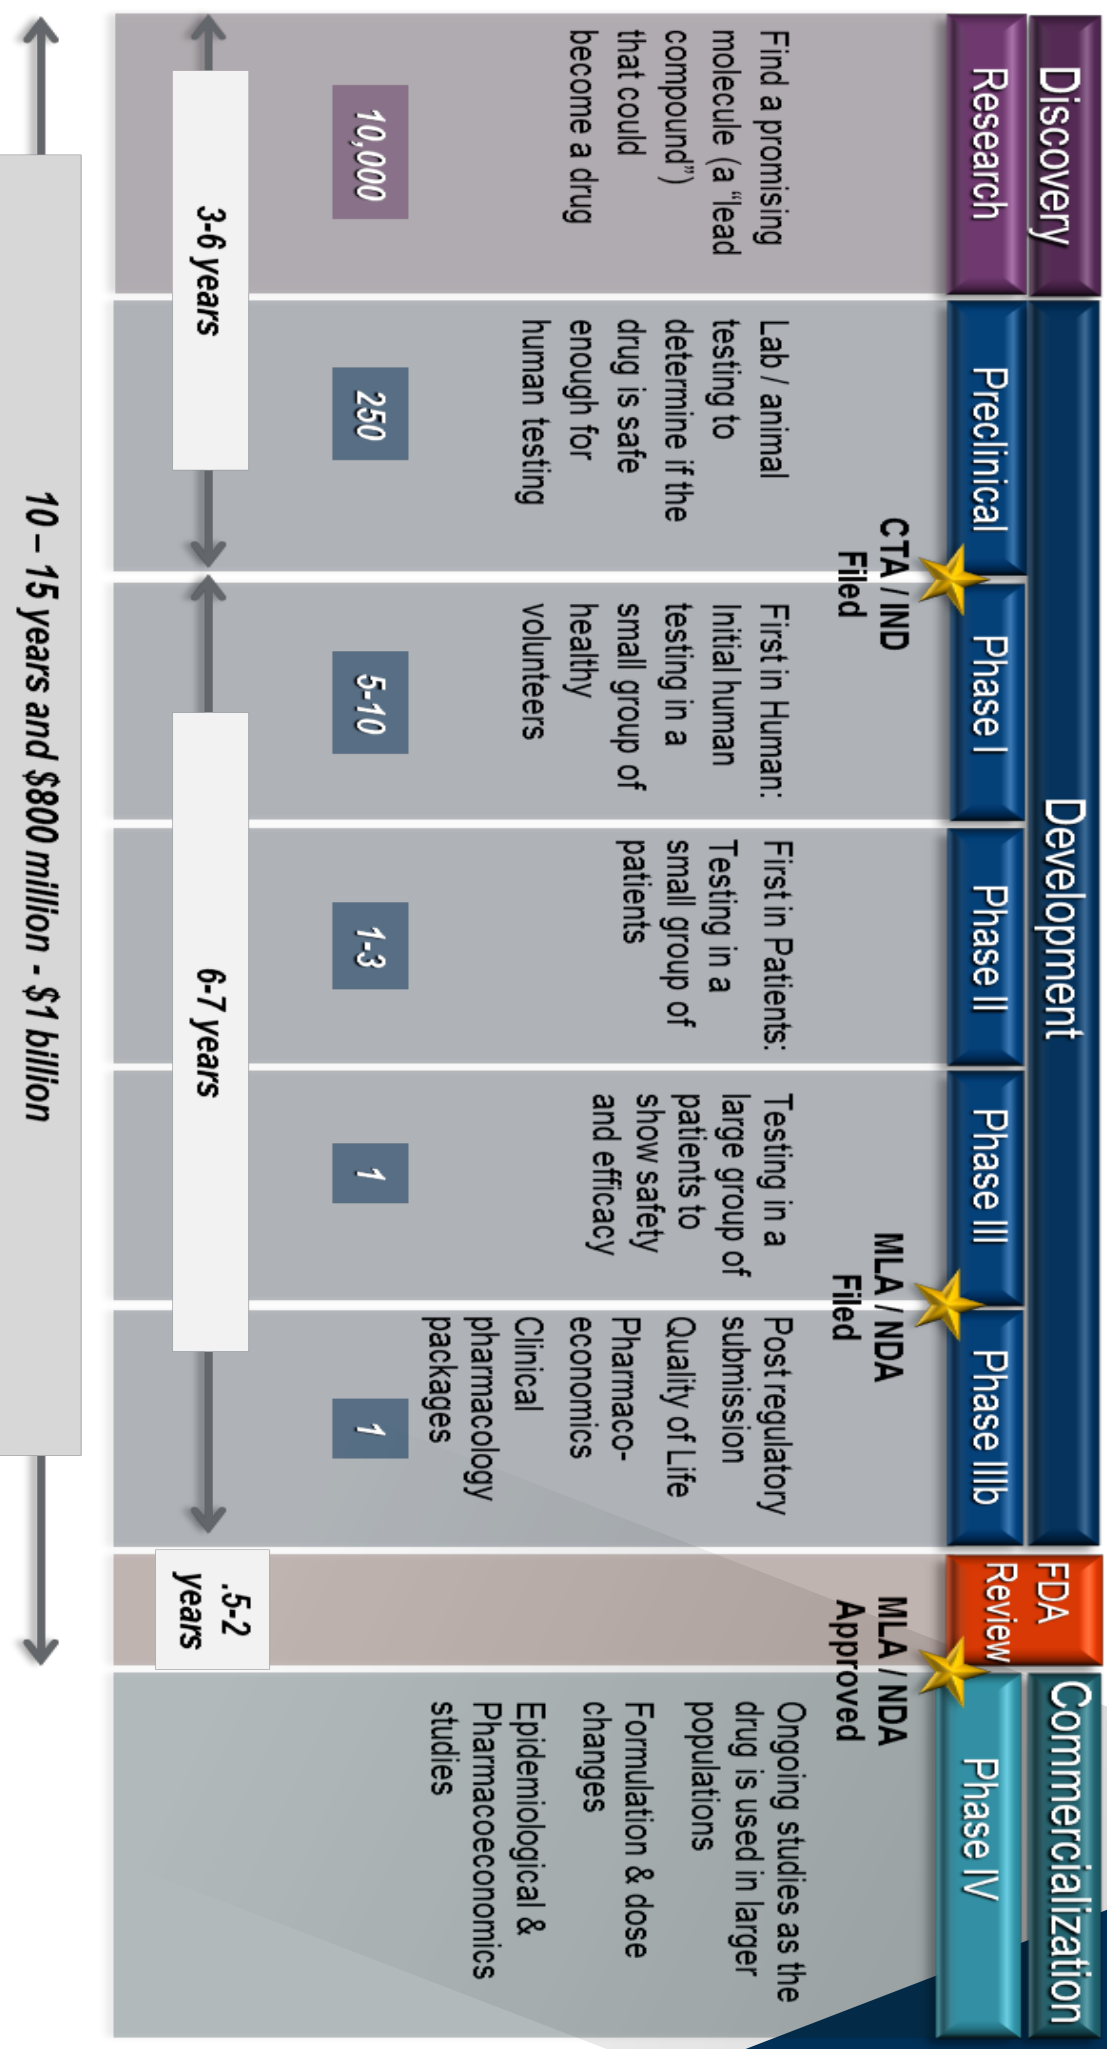 Discovery
Development
FDA
Review
Commercialization
Research
Preclinical
Phase I
Phase II
Phase III
Phase IIIb
Phase IV
CTA / IND
Filed
MLA / NDA
Filed
MLA / NDA
Approved
Find a promising
molecule (a “lead
compound”)
that could
become a drug
Lab / animal
testing to
determine if the
drug is safe
enough for
human testing
First in Human:
Initial human
testing in a
small group of
healthy
volunteers
First in Patients:
Testing in a
small group of
patients
Testing in a
large group of
patients to
show safety
and efficacy
Post regulatory
submission
Quality of Life
Pharmaco-
economics
Clinical
pharmacology
packages
Ongoing studies as the
drug is used in larger
populations
Formulation & dose
changes
Epidemiological &
Pharmacoeconomics
studies
10,000
250
5-10
1-3
1
1
3-6 years
6-7 years
.5-2
years
10 – 15 years and $800 million - $1 billion